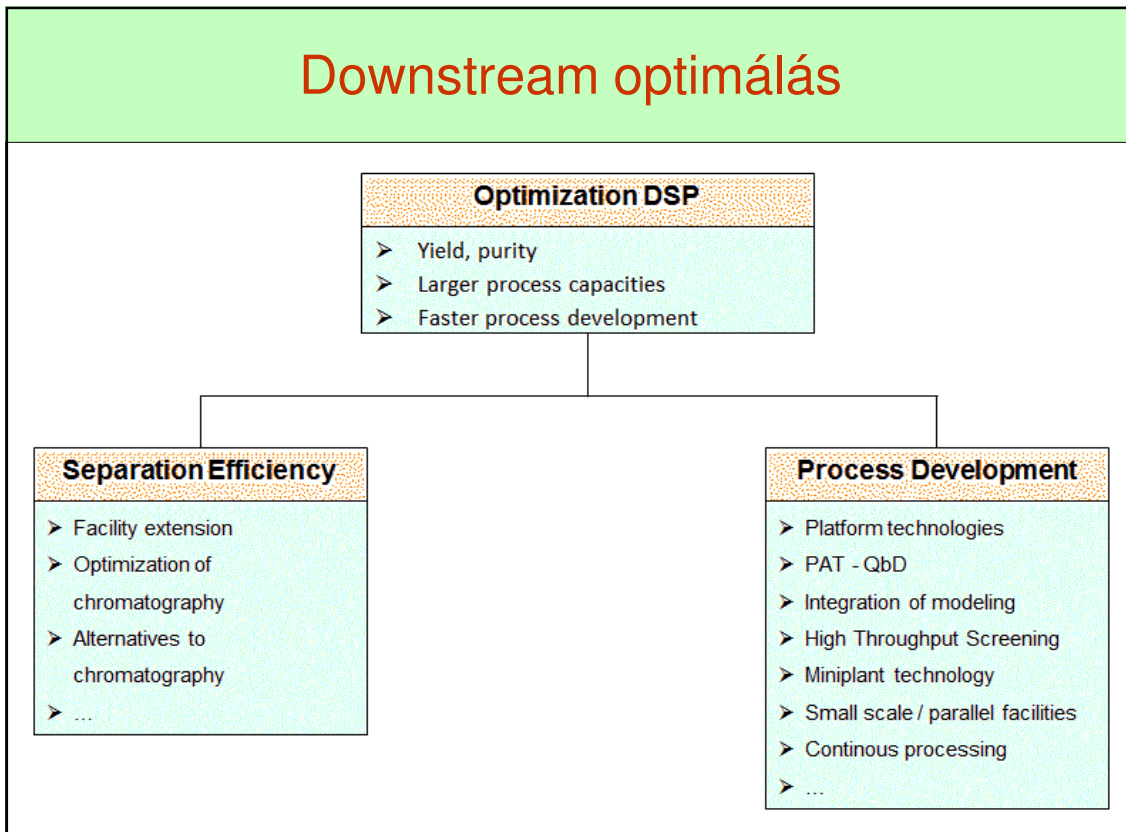 Downstream optimálás
Optimization DSP
➢ Yield, purity
➢ Larger process capacities
➢ Faster process development
Separation Efficiency
➢ Facility extension
➢ Optimization of
chromatography
➢ Alternatives to
chromatography
➢ ...
Process Development
➢ Platform technologies
➢ PAT - QbD
➢ Integration of modeling
➢ High Throughput Screening
➢ Miniplant technology
➢ Small scale / parallel facilities
➢ Continous processing
➢ ...